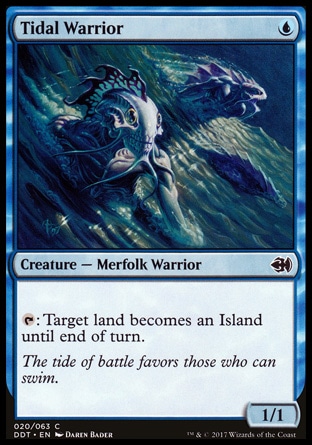 Tidal Warrior
Creature — Merfolk Warrior
: Target land becomes an Island
until end of turn.
The tide of battle favors those who can
swim.
1/1
020/063 C
DDT • EN Daren Bader
™ & © 2017 Wizards of the Coast